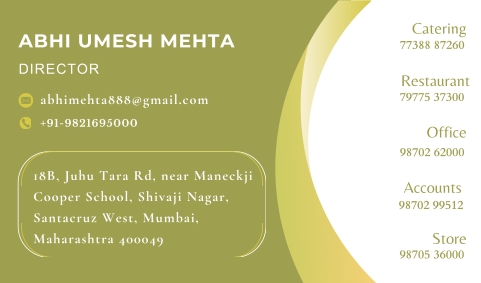 ABHI UMESH MEHTA
DIRECTOR
abhimehta888@gmail.com
+91-9821695000
18B, Juhu Tara Rd, near Maneckji
Cooper School, Shivaji Nagar,
Santacruz West, Mumbai,
Maharashtra 400049
Catering
77388 87260
Restaurant
79775 37300
Office
98702 62000
Accounts
98702 99512
Store
98705 36000